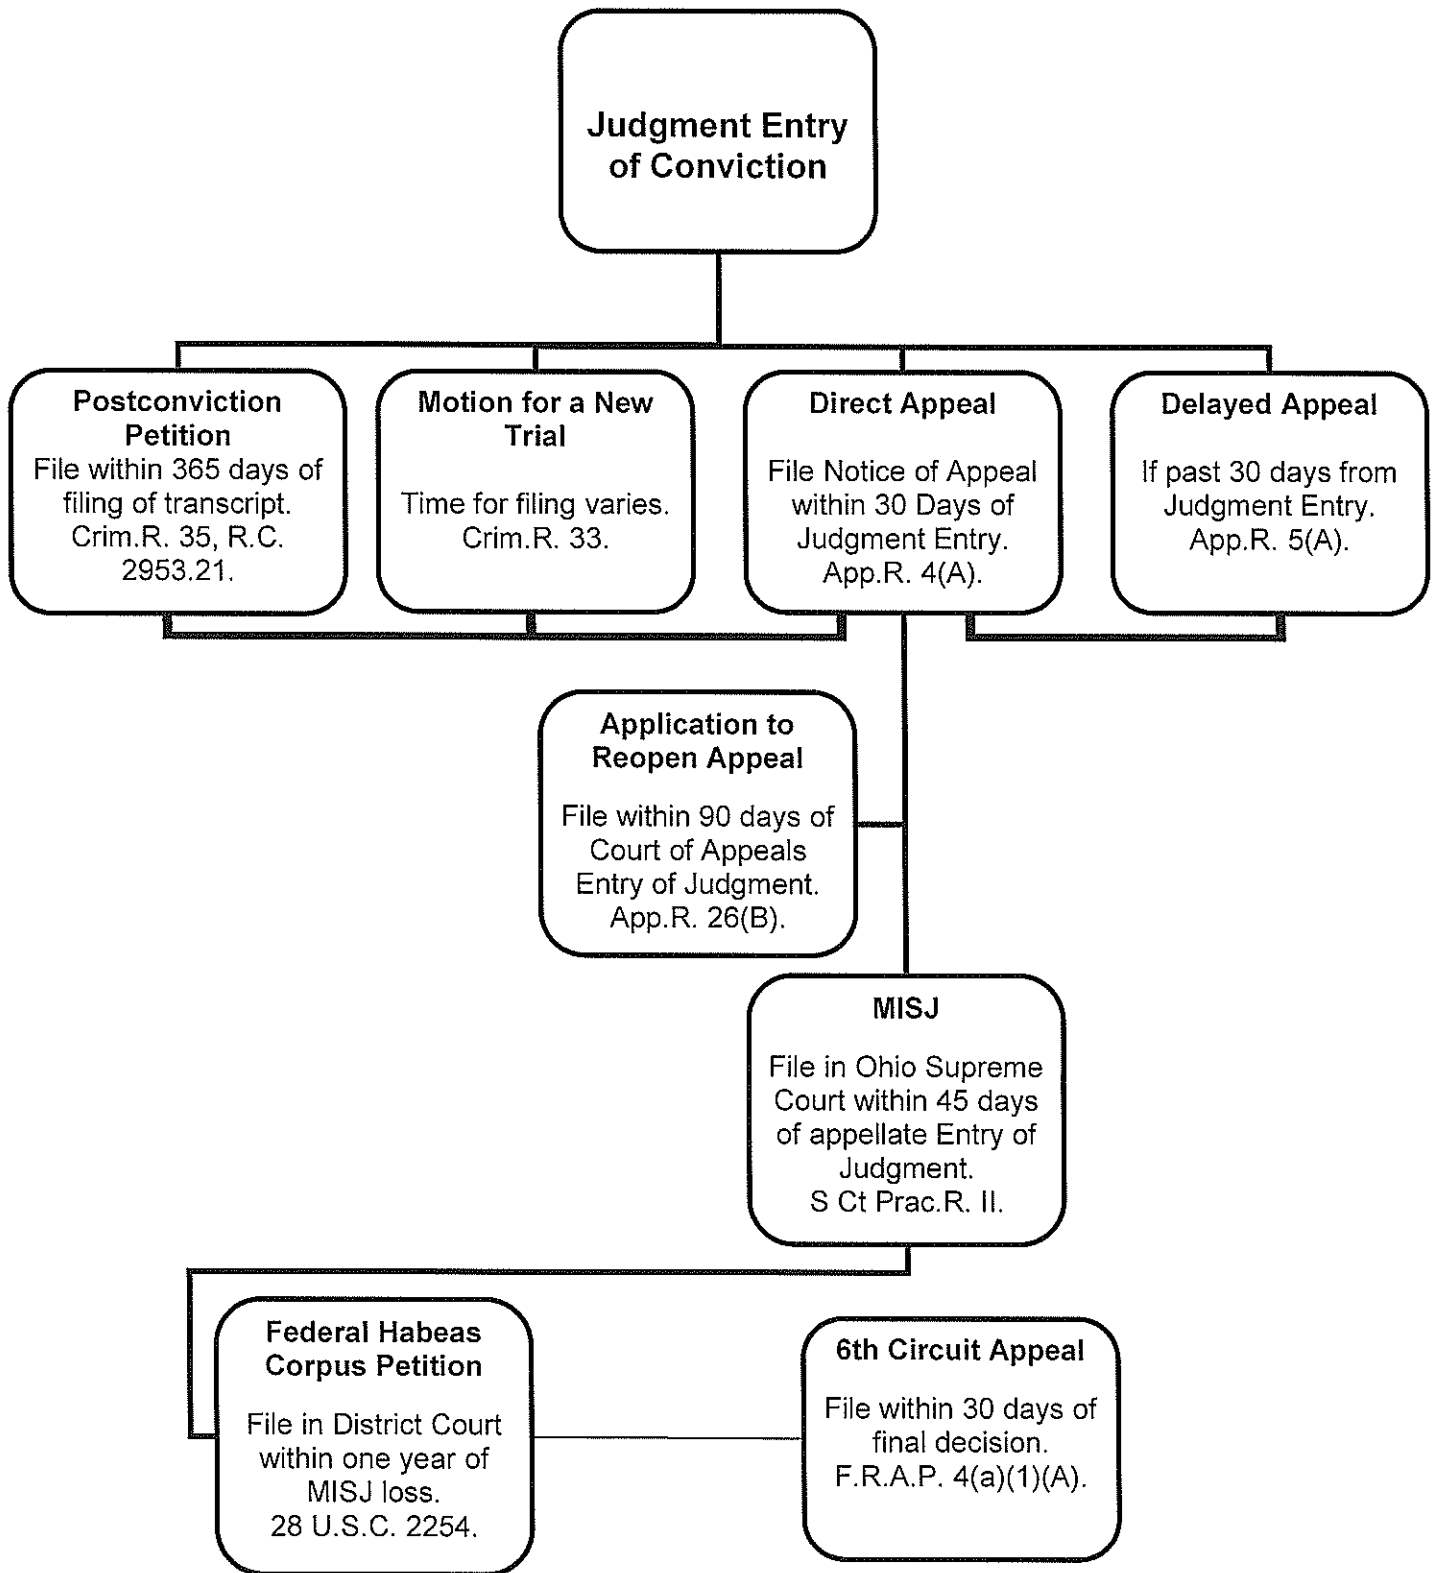 Judgment Entry
of Conviction
Postconviction
Petition
File within 365 days of
filing of transcript.
Crim.R. 35, R.C.
2953.21.
Motion for a New
Trial
Time for filing varies.
Crim.R. 33.
Direct Appeal
File Notice of Appeal
within 30 Days of
Judgment Entry.
App.R. 4(A).
Delayed Appeal
If past 30 days from
Judgment Entry.
App.R. 5(A).
Application to
Reopen Appeal
File within 90 days of
Court of Appeals
Entry of Judgment.
App.R. 26(B).
MISJ
File in Ohio Supreme
Court within 45 days
of appellate Entry of
Judgment.
S Ct Prac.R. II.
Federal Habeas
Corpus Petition
File in District Court
within one year of
MISJ loss.
28 U.S.C. 2254.
6th Circuit Appeal
File within 30 days of
final decision.
F.R.A.P. 4(a)(1)(A).